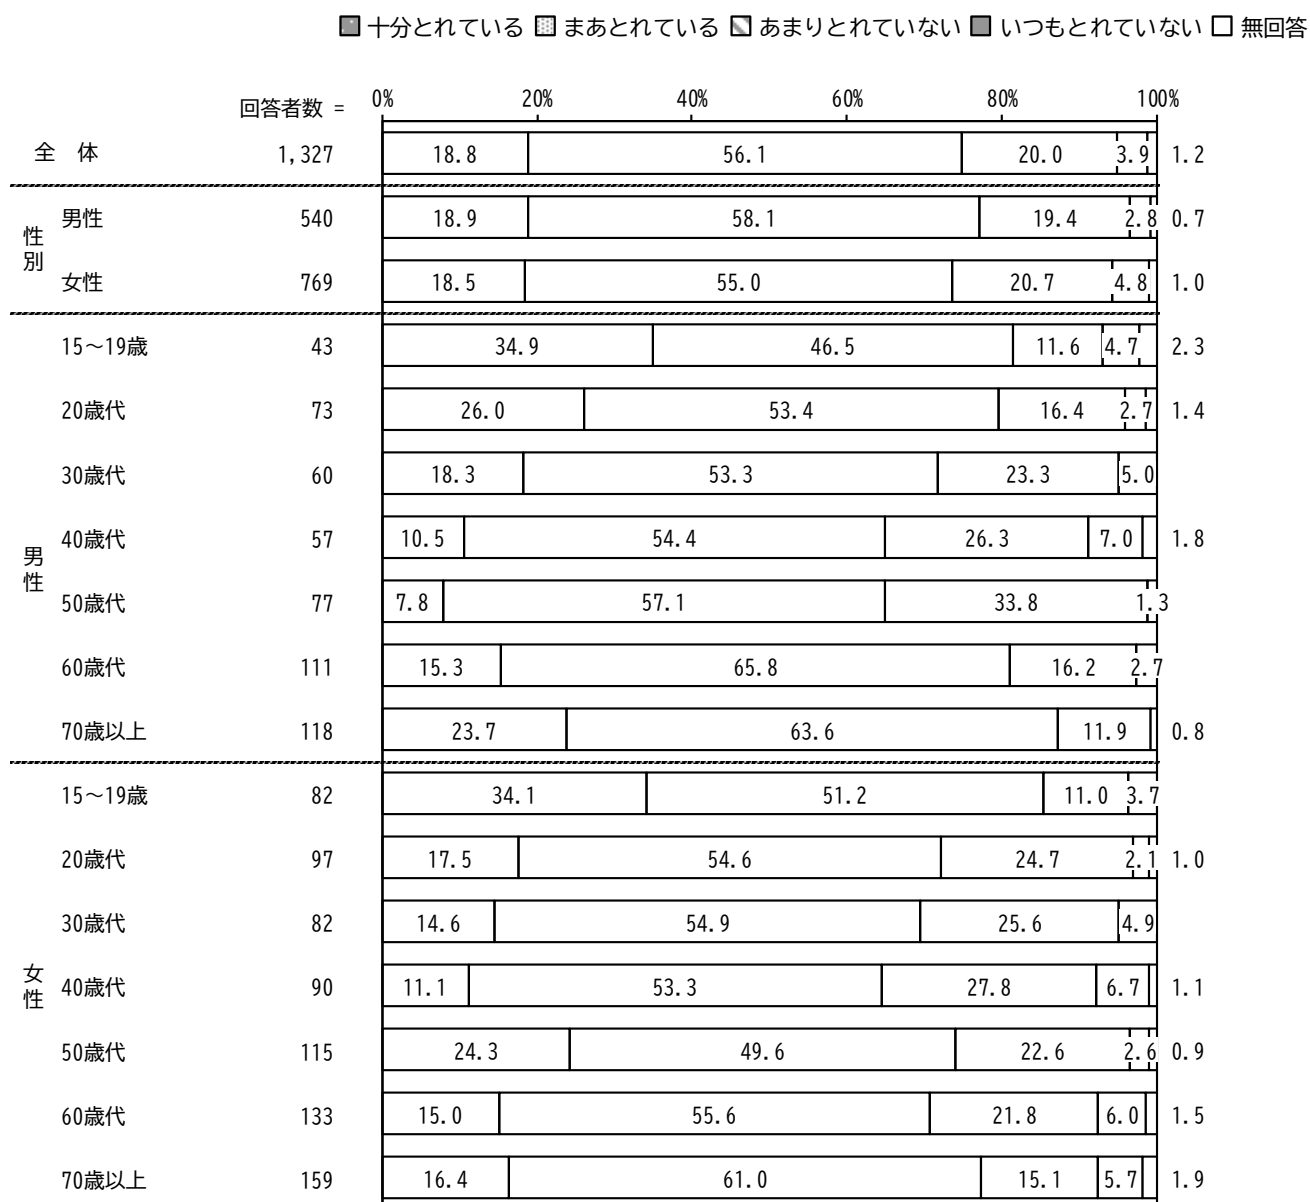 十分とれている まあとれている あまりとれていない いつもとれていない 無回答
回答者数 = 0% 20% 40% 60% 80% 100%
全 体 1,327 18.8 56.1 20.0 3.9 1.2
性別
男性 540 18.9 58.1 19.4 2.8 0.7
女性 769 18.5 55.0 20.7 4.8 1.0
男性
15～19歳 43 34.9 46.5 11.6 4.7 2.3
20歳代 73 26.0 53.4 16.4 2.7 1.4
30歳代 60 18.3 53.3 23.3 5.0
40歳代 57 10.5 54.4 26.3 7.0 1.8
50歳代 77 7.8 57.1 33.8 1.3
60歳代 111 15.3 65.8 16.2 2.7
70歳以上 118 23.7 63.6 11.9 0.8
女性
15～19歳 82 34.1 51.2 11.0 3.7
20歳代 97 17.5 54.6 24.7 2.1 1.0
30歳代 82 14.6 54.9 25.6 4.9
40歳代 90 11.1 53.3 27.8 6.7 1.1
50歳代 115 24.3 49.6 22.6 2.6 0.9
60歳代 133 15.0 55.6 21.8 6.0 1.5
70歳以上 159 16.4 61.0 15.1 5.7 1.9